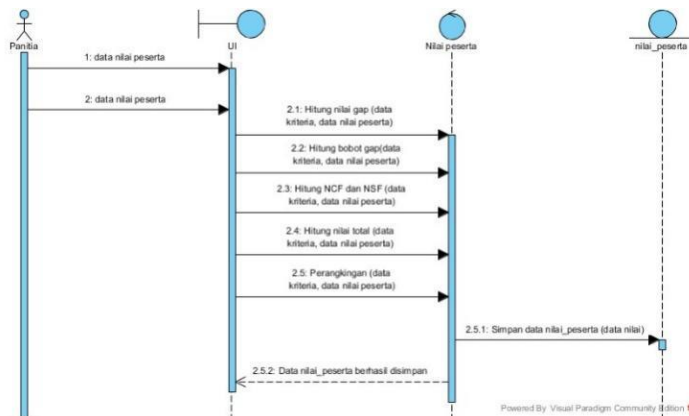 Panitia
UI
Nilai peserta
nilai_peserta
1: data nilai peserta
2: data nilai peserta
2.1: Hitung nilai gap (data
kriteria, data nilai peserta)
2.2: Hitung bobot gap(data
kriteria, data nilai peserta)
2.3: Hitung NCF dan NSF (data
kriteria, data nilai peserta)
2.4: Hitung nilai total (data
kriteria, data nilai peserta)
2.5: Perangkingan (data
kriteria, data nilai peserta)
2.5.1: Simpan data nilai_peserta (data nilai)
2.5.2: Data nilai_peserta berhasil disimpan
Powered By Visual Paradigm Community Edition